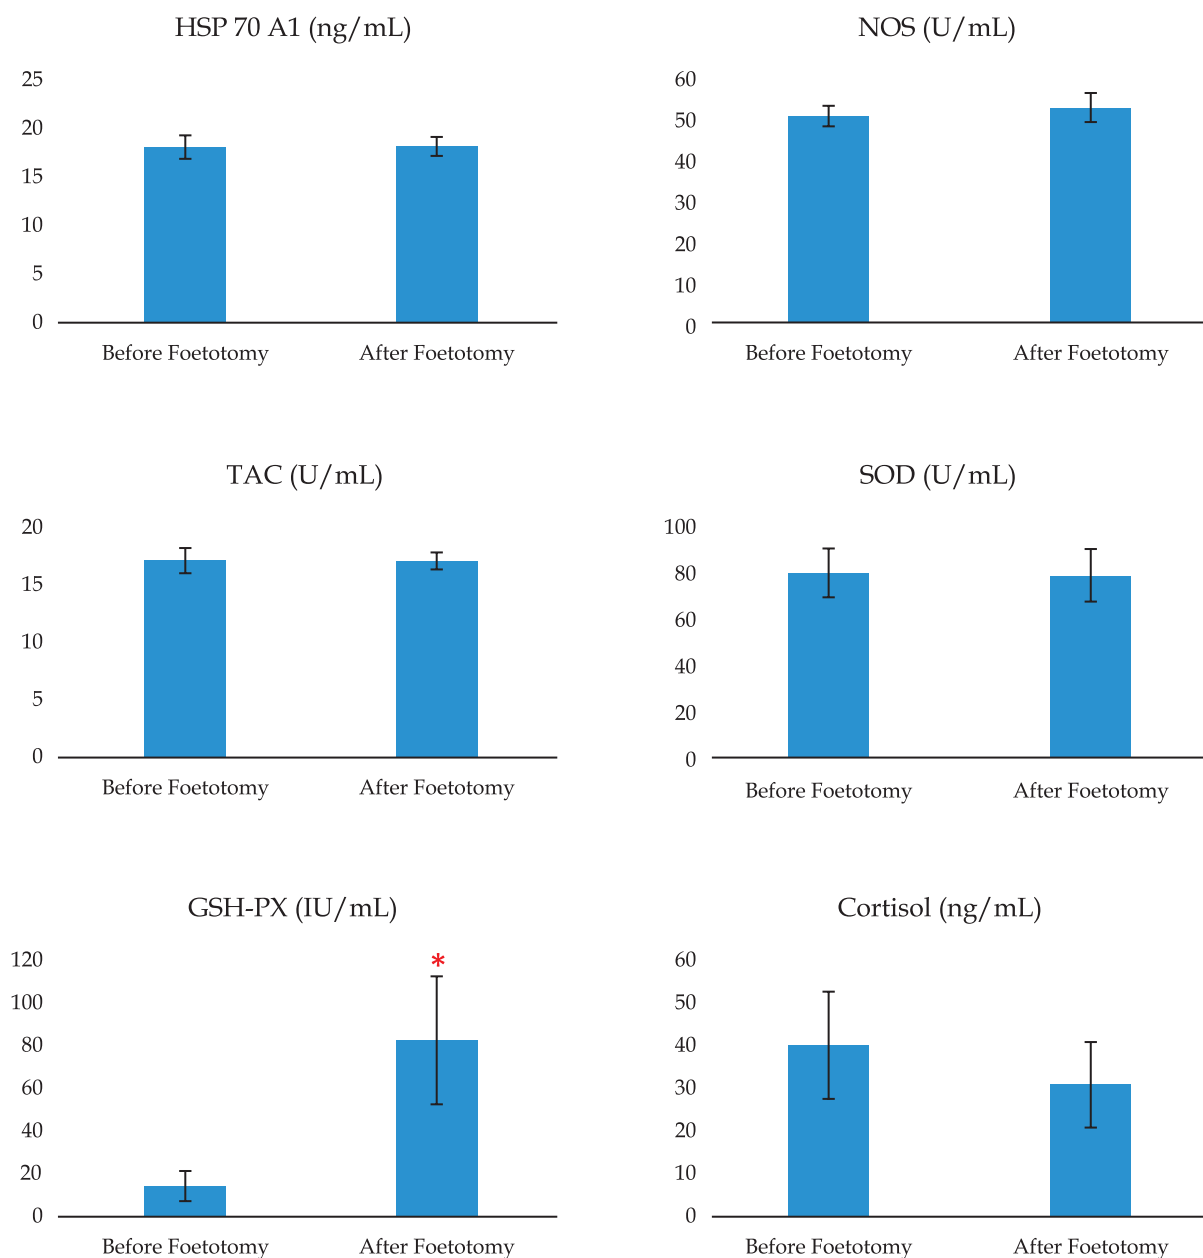 HSP 70 A1 (ng/mL)
25
20
15
10
5
0
Before Foetotomy
After Foetotomy
NOS (U/mL)
60
50
40
30
20
10
0
Before Foetotomy
After Foetotomy
TAC (U/mL)
20
15
10
5
0
Before Foetotomy
After Foetotomy
SOD (U/mL)
100
80
60
40
20
0
Before Foetotomy
After Foetotomy
GSH-PX (IU/mL)
120
100
80
60
40
20
0
*
Before Foetotomy
After Foetotomy
Cortisol (ng/mL)
60
50
40
30
20
10
0
Before Foetotomy
After Foetotomy